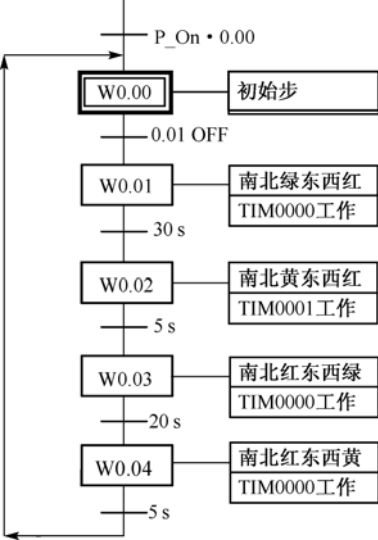 P_On·0.00
W0.00
初始步
0.01 OFF
W0.01
南北绿东西红
TIM0000工作
30 s
W0.02
南北黄东西红
TIM0001工作
5 s
W0.03
南北红东西绿
TIM0000工作
20 s
W0.04
南北红东西黄
TIM0000工作
5 s